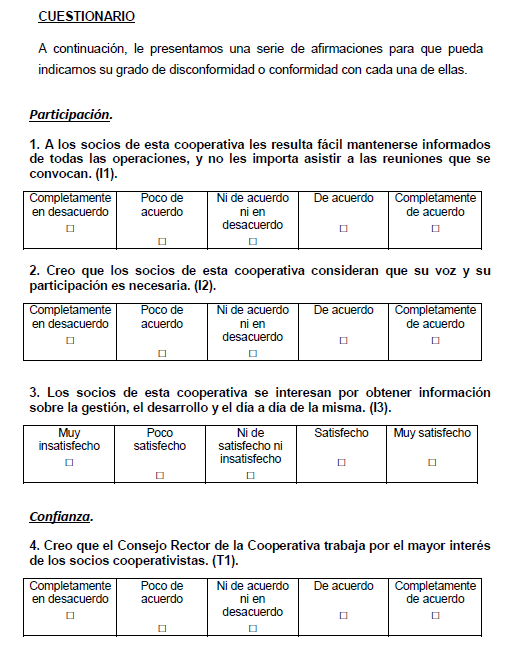 CUESTIONARIO
A continuación, le presentamos una serie de afirmaciones para que pueda
indicarnos su grado de disconformidad o conformidad con cada una de ellas.
Participación.
1. A los socios de esta cooperativa les resulta fácil mantenerse informados
de todas las operaciones, y no les importa asistir a las reuniones que se
convocan. (I1).
Completamente en desacuerdo □ Poco de acuerdo □ Ni de acuerdo ni en desacuerdo □ De acuerdo □ Completamente de acuerdo □
2. Creo que los socios de esta cooperativa consideran que su voz y su
participación es necesaria. (I2).
Completamente en desacuerdo □ Poco de acuerdo □ Ni de acuerdo ni en desacuerdo □ De acuerdo □ Completamente de acuerdo □
3. Los socios de esta cooperativa se interesan por obtener información
sobre la gestión, el desarrollo y el día a día de la misma. (I3).
Muy insatisfecho □ Poco satisfecho □ Ni de satisfecho ni insatisfecho □ Satisfecho □ Muy satisfecho □
Confianza.
4. Creo que el Consejo Rector de la Cooperativa trabaja por el mayor interés
de los socios cooperativistas. (T1).
Completamente en desacuerdo □ Poco de acuerdo □ Ni de acuerdo ni en desacuerdo □ De acuerdo □ Completamente de acuerdo □